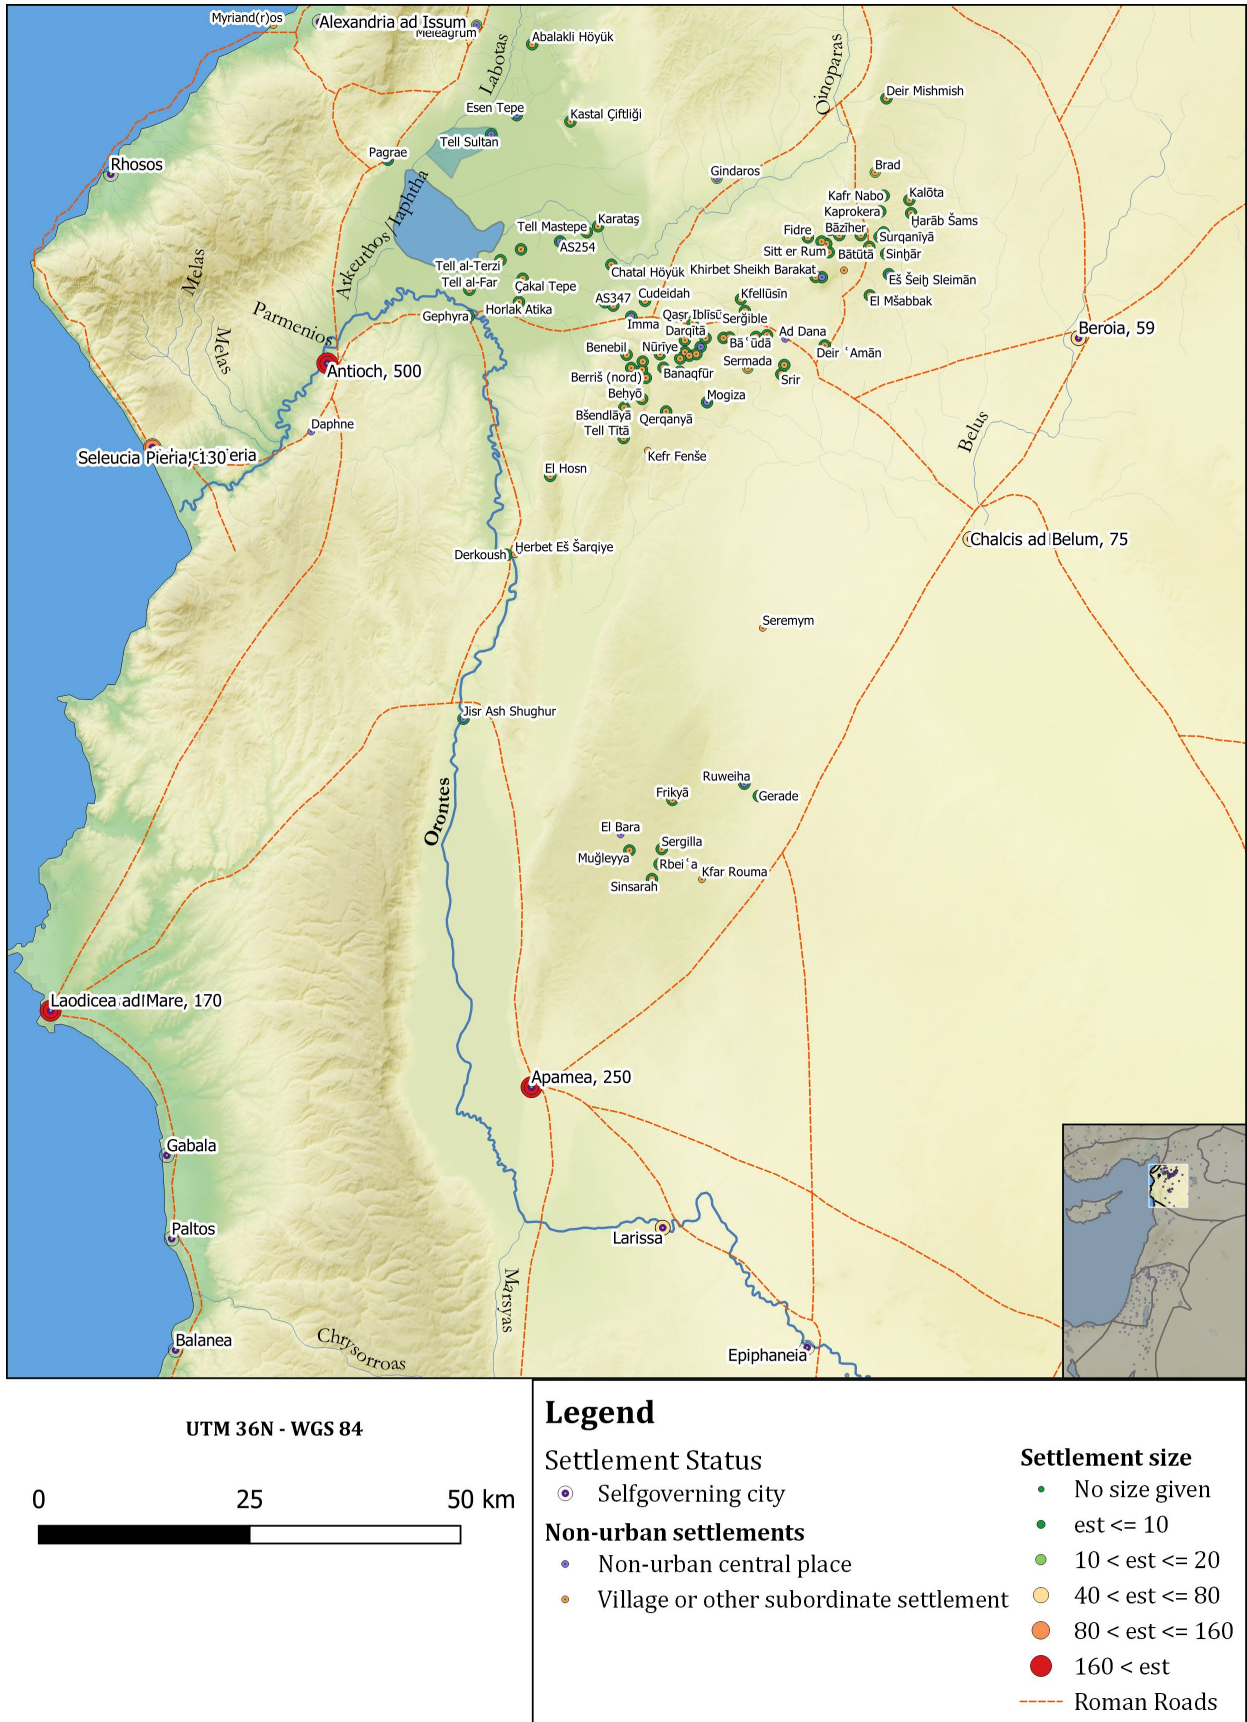 Myriand(r)os
Alexandria ad Issum
Meleagrum
Labotas
Abalakli Höyük
Oinoparas
Deir Mishmish
Esen Tepe
Kastal Çiftliği
Tell Sultan
Pagrae
Rhosos
Gindaros
Brad
Kafr Nabo
Kalōta
Kaprokera
Ḫarāb Šams
Arkeuthos/Iaphtha
Karataş
Tell Mastepe
AS254
Fidre
Bāziher
Surqanīyā
Sitt er Rum
Bātūtā
Sinḫār
Melas
Tell al-Terzi
Chatal Höyük
Khirbet Sheikh Barakat
Eš Šeiḫ Sleimān
Tell al-Far
Çakal Tepe
AS347
Cudeidah
Kfellūsīn
El Mšabbak
Parmenios
Gephyra
Horlak Atika
Imma
Qaṣr Iblīsū
Serğible
Darqītā
Ad Dana
Beroia, 59
Melas
Benebil
Nūrīye
Bāʿūdā
Deir ʿAmān
Antioch, 500
Sermada
Berriš (nord)
Banaqfūr
Srir
Beḥyō
Mogiza
Bšendlāyā
Qerqanyā
Daphne
Tell Tītā
Belus
Seleucia Pieria, 130
eria
Kefr Fenše
El Hosn
Chalcis ad Belum, 75
Derkoush
Ḫerbet Eš Šarqiye
Seremym
Jisr Ash Shughur
Orontes
Ruweiha
Frikyā
Gerade
El Bara
Sergilla
Muğleyya
Rbeiʿa
Kfar Rouma
Sinsarah
Laodicea ad Mare, 170
Apamea, 250
Gabala
Paltos
Larissa
Marsyas
Balanea
Chrysorroas
Epiphaneia
UTM 36N - WGS 84
0 25 50 km
Legend
Settlement Status
Selfgoverning city
Non-urban settlements
Non-urban central place
Village or other subordinate settlement
Settlement size
No size given
est <= 10
10 < est <= 20
40 < est <= 80
80 < est <= 160
160 < est
Roman Roads